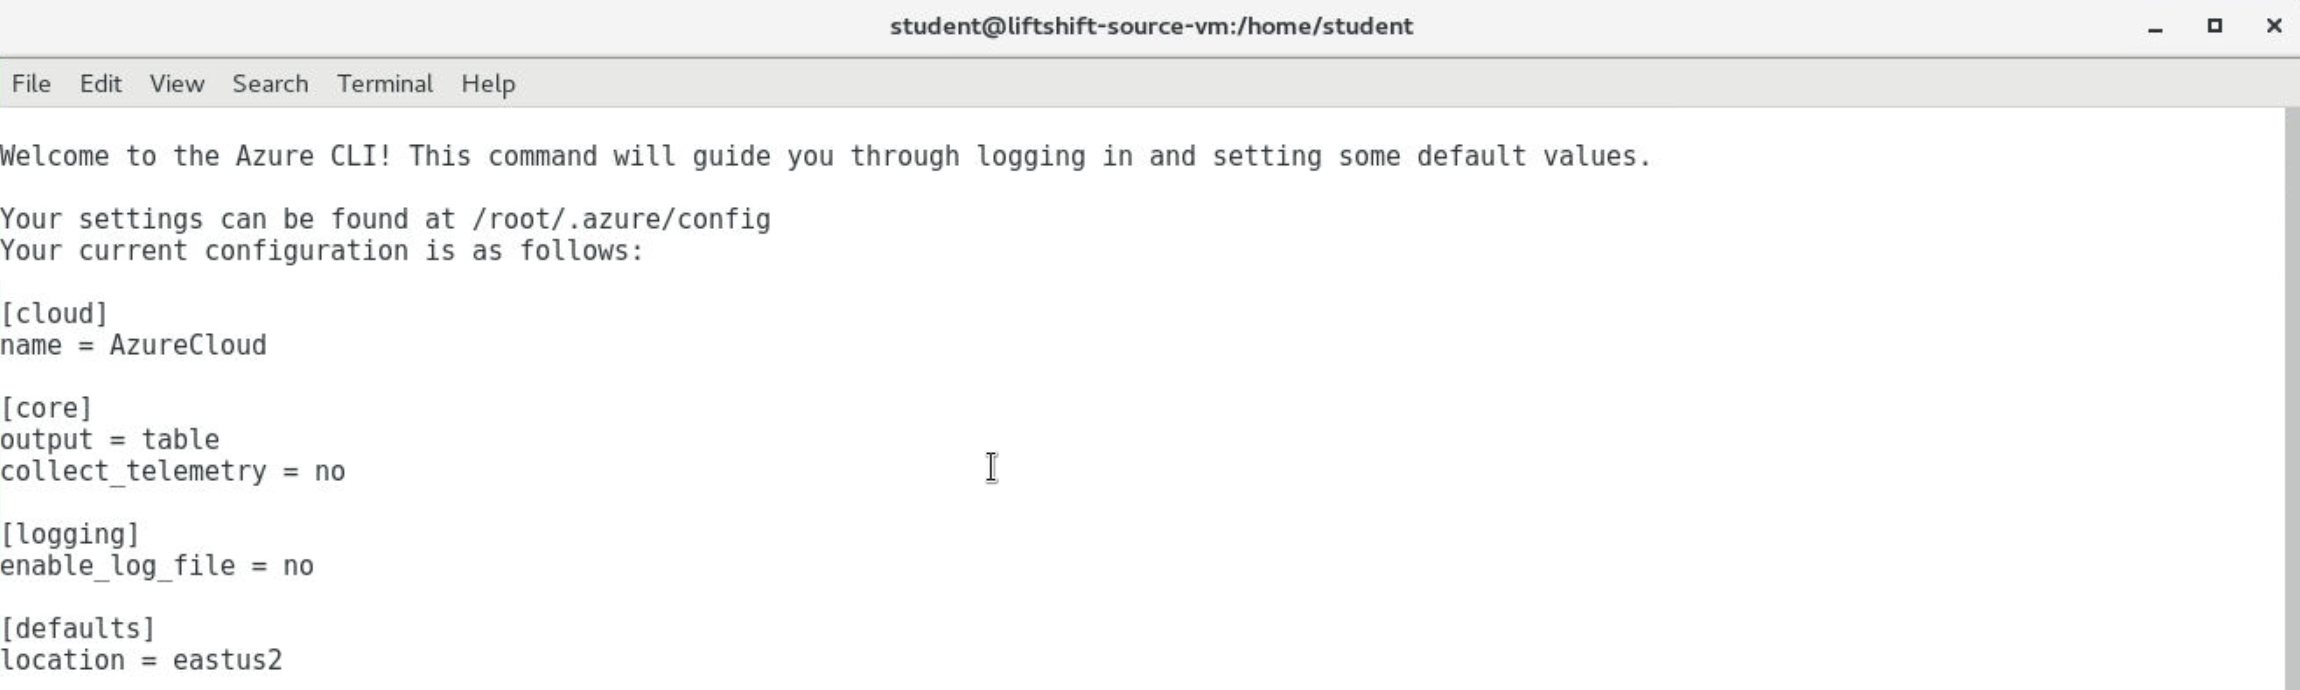 student@liftshift-source-vm:/home/student
File Edit View Search Terminal Help
Welcome to the Azure CLI! This command will guide you through logging in and setting some default values.
Your settings can be found at /root/.azure/config
Your current configuration is as follows:
[cloud]
name = AzureCloud
[core]
output = table
collect_telemetry = no
[logging]
enable_log_file = no
[defaults]
location = eastus2